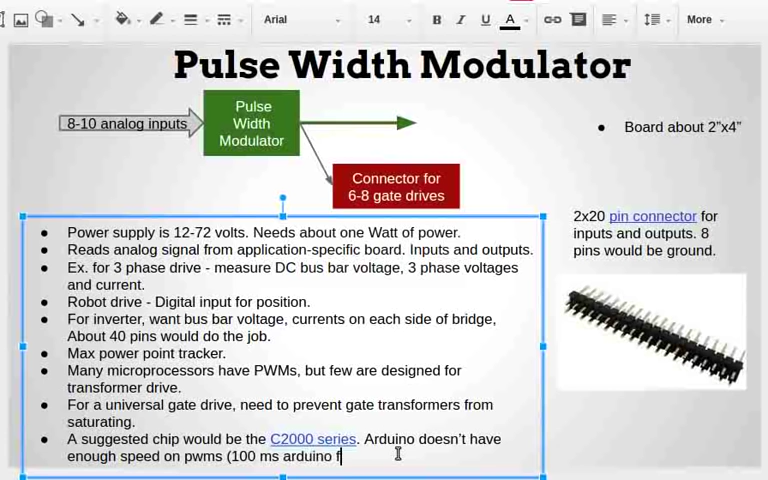 Arial 14 B I U A More
Pulse Width Modulator
8-10 analog inputs
Pulse
Width
Modulator
● Board about 2”x4”
Connector for
6-8 gate drives
2x20 pin connector for
inputs and outputs. 8
pins would be ground.
● Power supply is 12-72 volts. Needs about one Watt of power.
● Reads analog signal from application-specific board. Inputs and outputs.
● Ex. for 3 phase drive - measure DC bus bar voltage, 3 phase voltages
and current.
● Robot drive - Digital input for position.
● For inverter, want bus bar voltage, currents on each side of bridge,
About 40 pins would do the job.
● Max power point tracker.
● Many microprocessors have PWMs, but few are designed for
transformer drive.
● For a universal gate drive, need to prevent gate transformers from
saturating.
● A suggested chip would be the C2000 series. Arduino doesn’t have
enough speed on pwms (100 ms arduino f